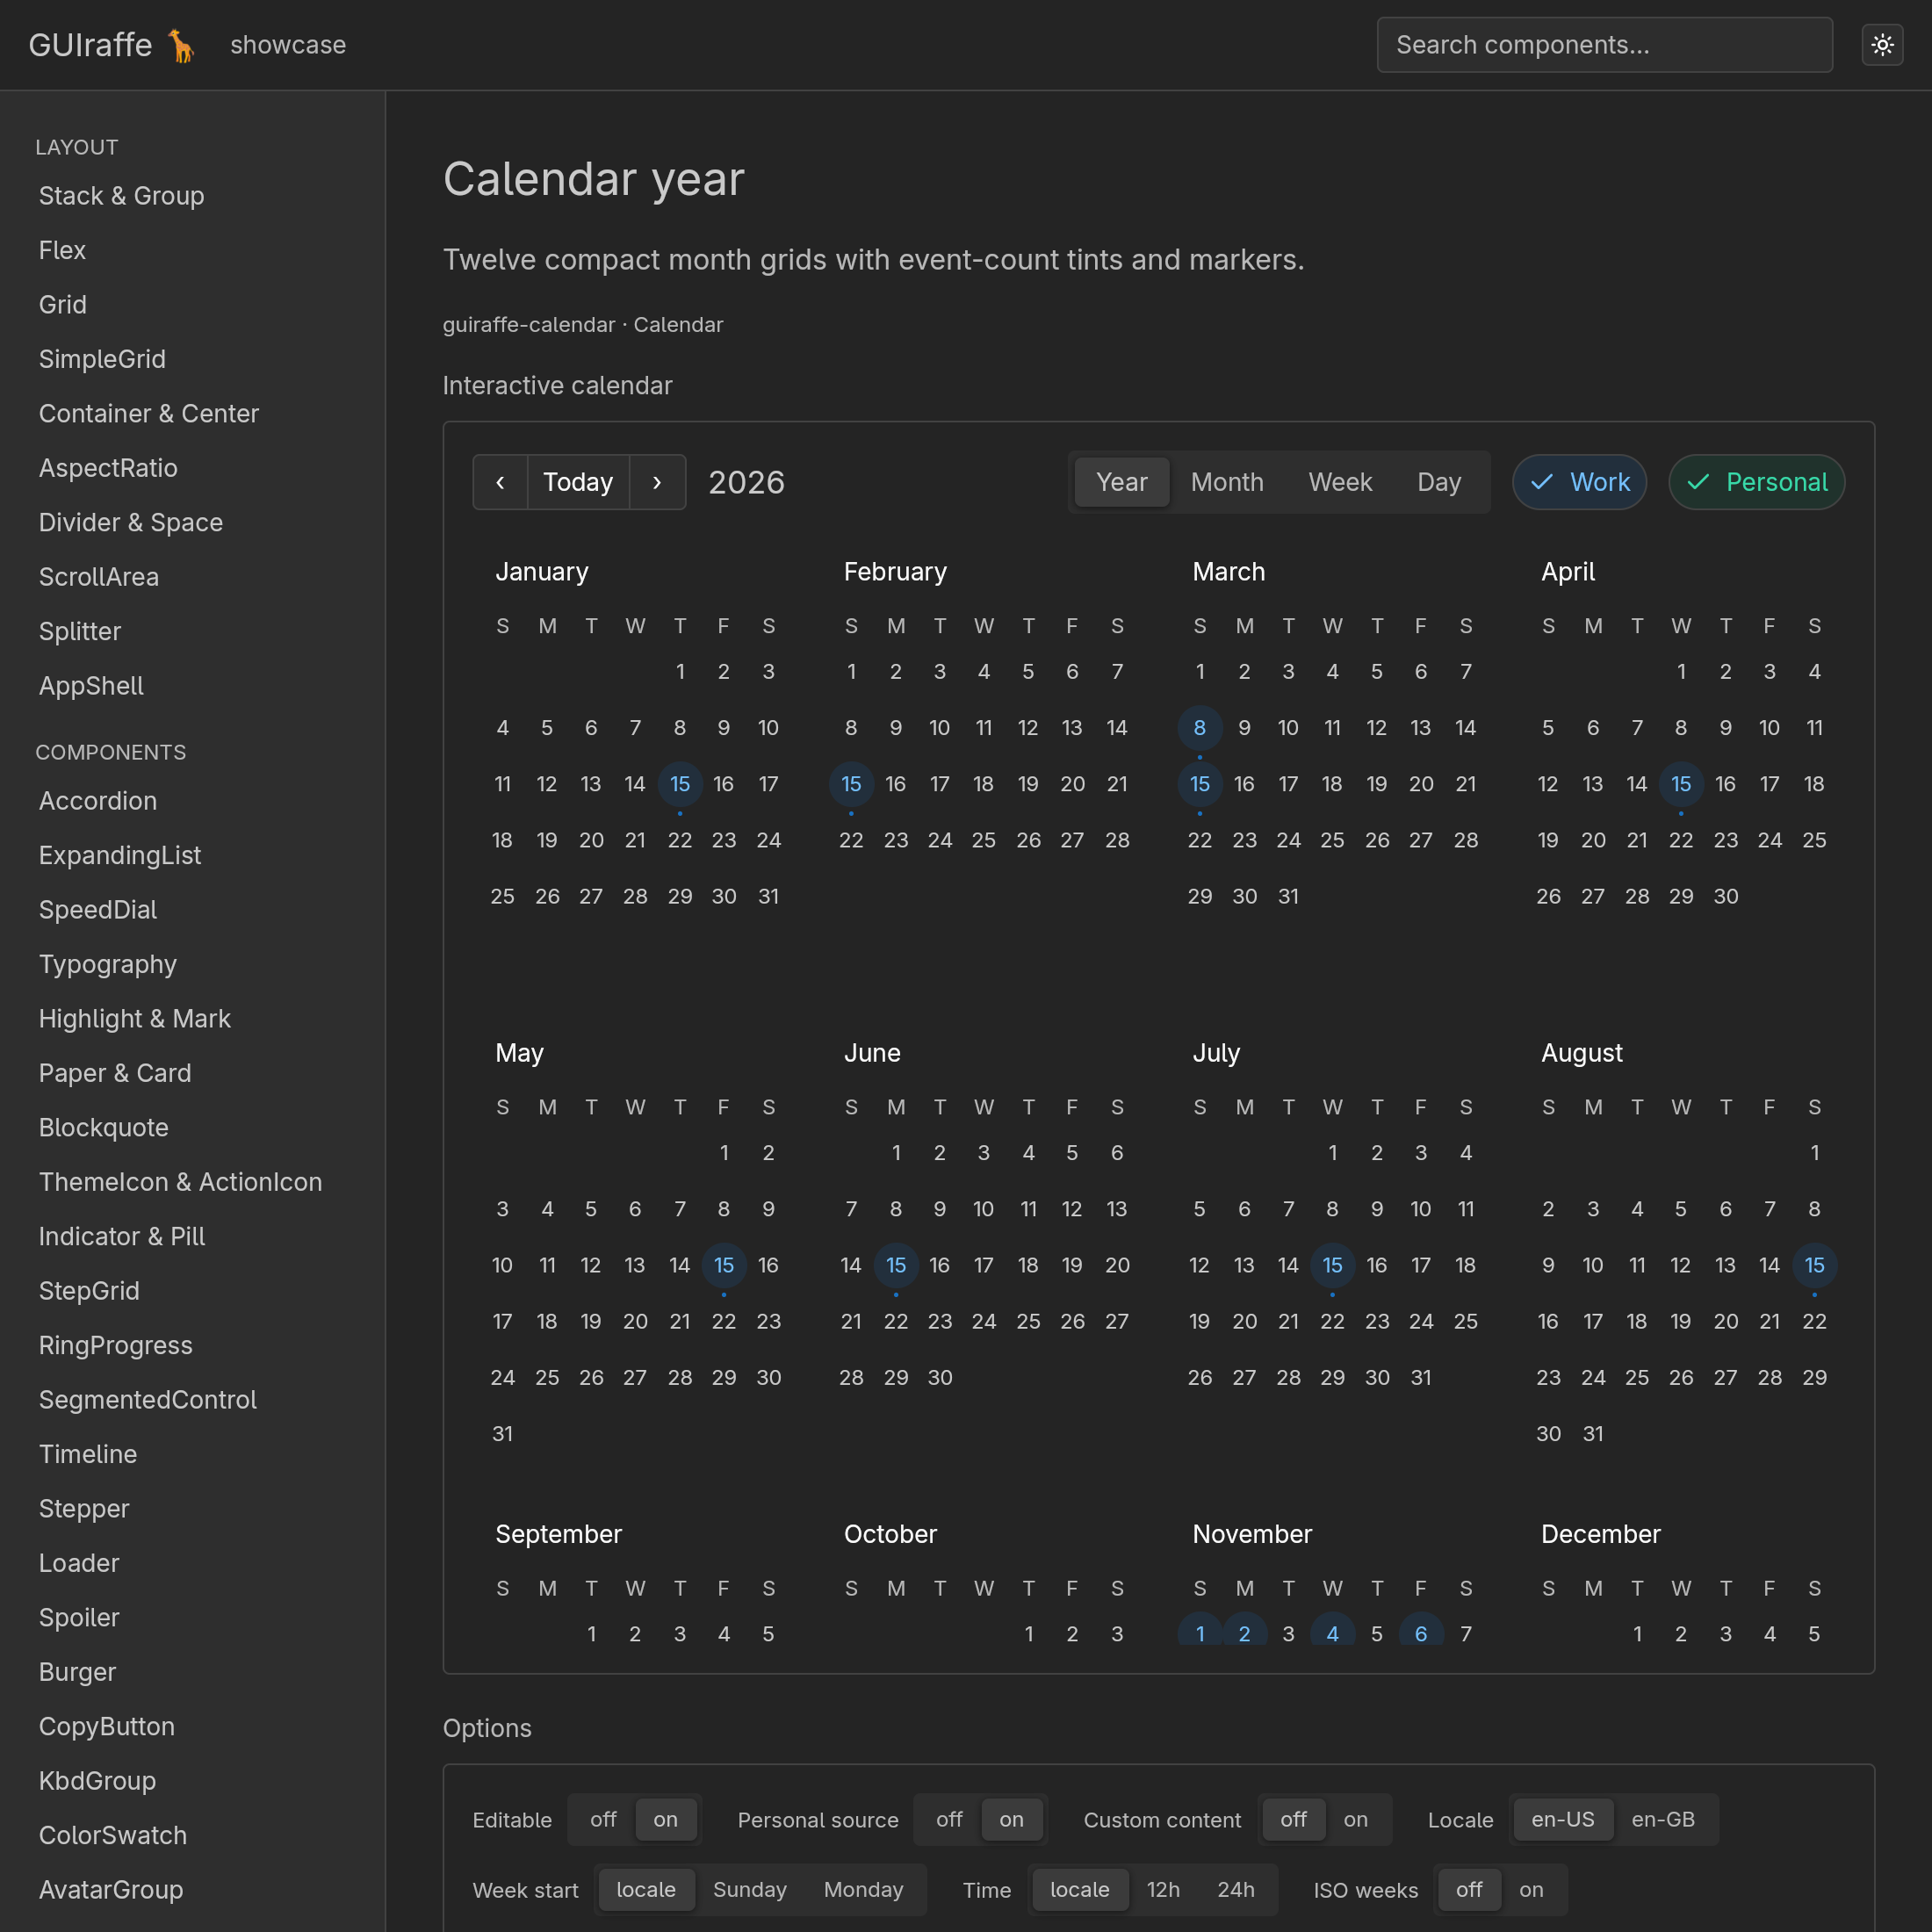 GUIraffe 🦒 showcase Search components...
LAYOUT
Stack & Group
Flex
Grid
SimpleGrid
Container & Center
AspectRatio
Divider & Space
ScrollArea
Splitter
AppShell
COMPONENTS
Accordion
ExpandingList
SpeedDial
Typography
Highlight & Mark
Paper & Card
Blockquote
ThemeIcon & ActionIcon
Indicator & Pill
StepGrid
RingProgress
SegmentedControl
Timeline
Stepper
Loader
Spoiler
Burger
CopyButton
KbdGroup
ColorSwatch
AvatarGroup
Calendar year
Twelve compact month grids with event-count tints and markers.
guiraffe-calendar · Calendar
Interactive calendar
‹ Today › 2026 Year Month Week Day ✓ Work ✓ Personal
January
S M T W T F S
1 2 3
4 5 6 7 8 9 10
11 12 13 14 15 16 17
18 19 20 21 22 23 24
25 26 27 28 29 30 31
February
S M T W T F S
1 2 3 4 5 6 7
8 9 10 11 12 13 14
15 16 17 18 19 20 21
22 23 24 25 26 27 28
March
S M T W T F S
1 2 3 4 5 6 7
8 9 10 11 12 13 14
15 16 17 18 19 20 21
22 23 24 25 26 27 28
29 30 31
April
S M T W T F S
1 2 3 4
5 6 7 8 9 10 11
12 13 14 15 16 17 18
19 20 21 22 23 24 25
26 27 28 29 30
May
S M T W T F S
1 2
3 4 5 6 7 8 9
10 11 12 13 14 15 16
17 18 19 20 21 22 23
24 25 26 27 28 29 30
31
June
S M T W T F S
1 2 3 4 5 6
7 8 9 10 11 12 13
14 15 16 17 18 19 20
21 22 23 24 25 26 27
28 29 30
July
S M T W T F S
1 2 3 4
5 6 7 8 9 10 11
12 13 14 15 16 17 18
19 20 21 22 23 24 25
26 27 28 29 30 31
August
S M T W T F S
1
2 3 4 5 6 7 8
9 10 11 12 13 14 15
16 17 18 19 20 21 22
23 24 25 26 27 28 29
30 31
September
S M T W T F S
1 2 3 4 5
October
S M T W T F S
1 2 3
November
S M T W T F S
1 2 3 4 5 6 7
December
S M T W T F S
1 2 3 4 5
Options
Editable off on Personal source off on Custom content off on Locale en-US en-GB
Week start locale Sunday Monday Time locale 12h 24h ISO weeks off on